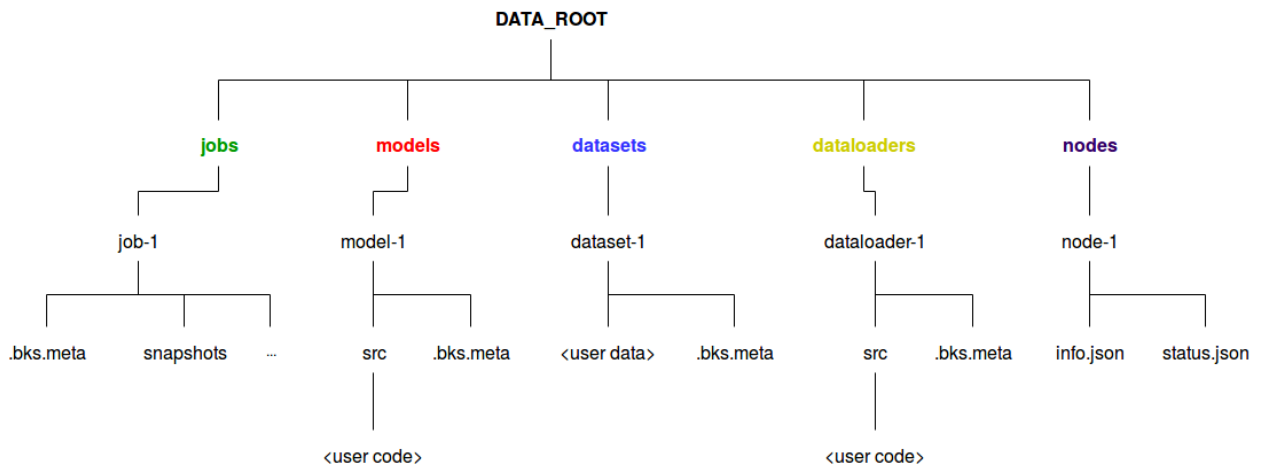 DATA_ROOT
jobs models datasets dataloaders nodes
job-1 model-1 dataset-1 dataloader-1 node-1
.bks.meta snapshots ... src .bks.meta <user data> .bks.meta src .bks.meta info.json status.json
<user code> <user code>